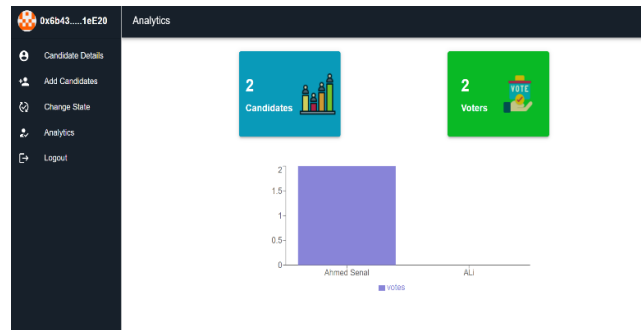 0x6b43.....1eE20
Analytics
Candidate Details
Add Candidates
Change State
Analytics
Logout
2
Candidates
2
Voters
VOTE
2
1.5
1
0.5
0
Ahmed Senal
ALi
votes